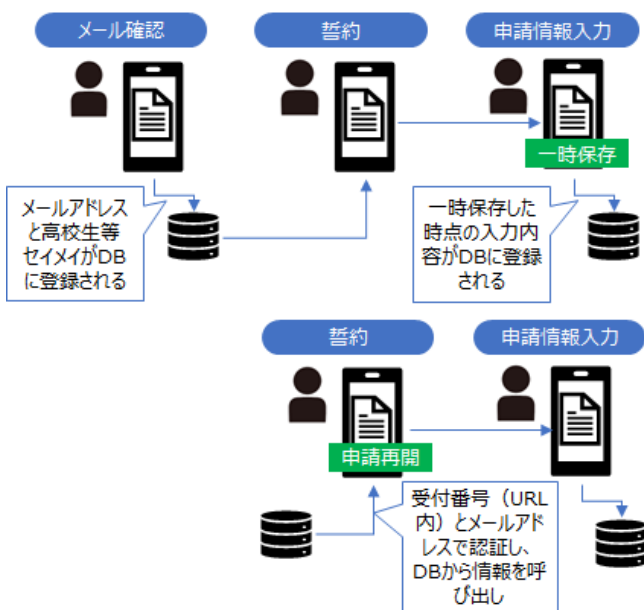 メール確認
誓約
申請情報入力
一時保存
メールアドレス
と高校生等
セイメイがDB
に登録される
一時保存した
時点の入力内
容がDBに登録
される
誓約
申請情報入力
申請再開
受付番号（URL
内）とメールアド
レスで認証し、
DBから情報を呼
び出し